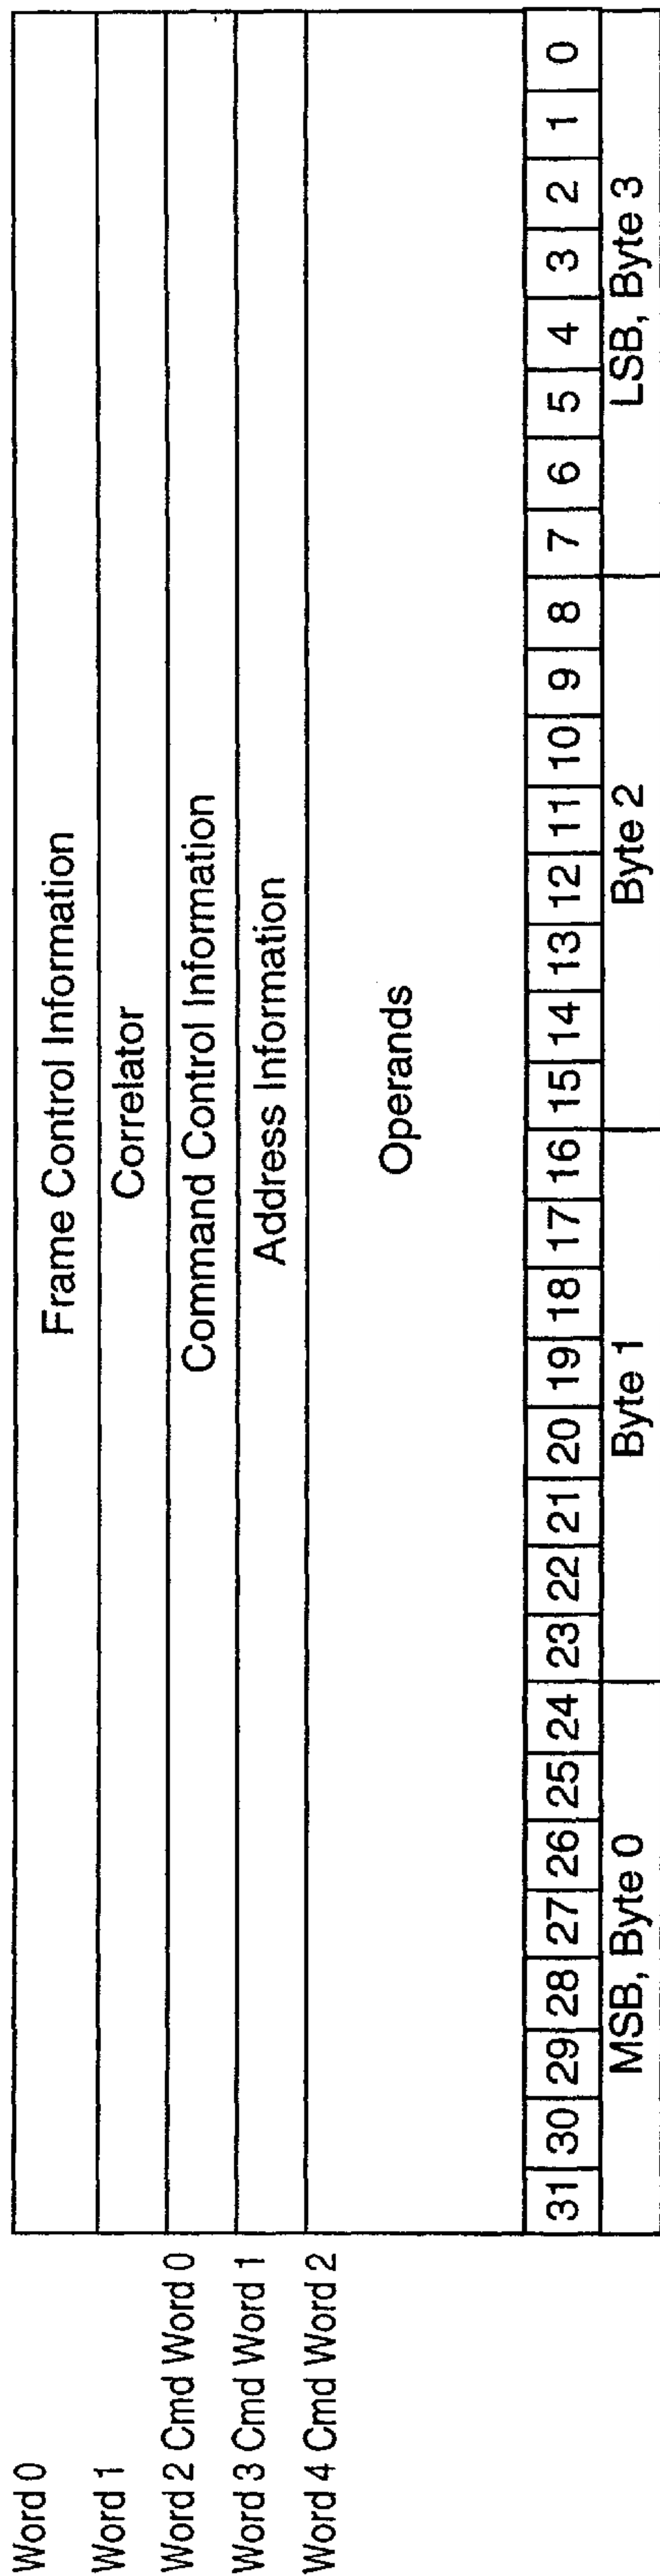 Word 0 Frame Control Information
Word 1 Correlator
Word 2 Cmd Word 0 Command Control Information
Word 3 Cmd Word 1 Address Information
Word 4 Cmd Word 2 Operands
31 30 29 28 27 26 25 24 23 22 21 20 19 18 17 16 15 14 13 12 11 10 9 8 7 6 5 4 3 2 1 0
MSB, Byte 0 Byte 1 Byte 2 LSB, Byte 3